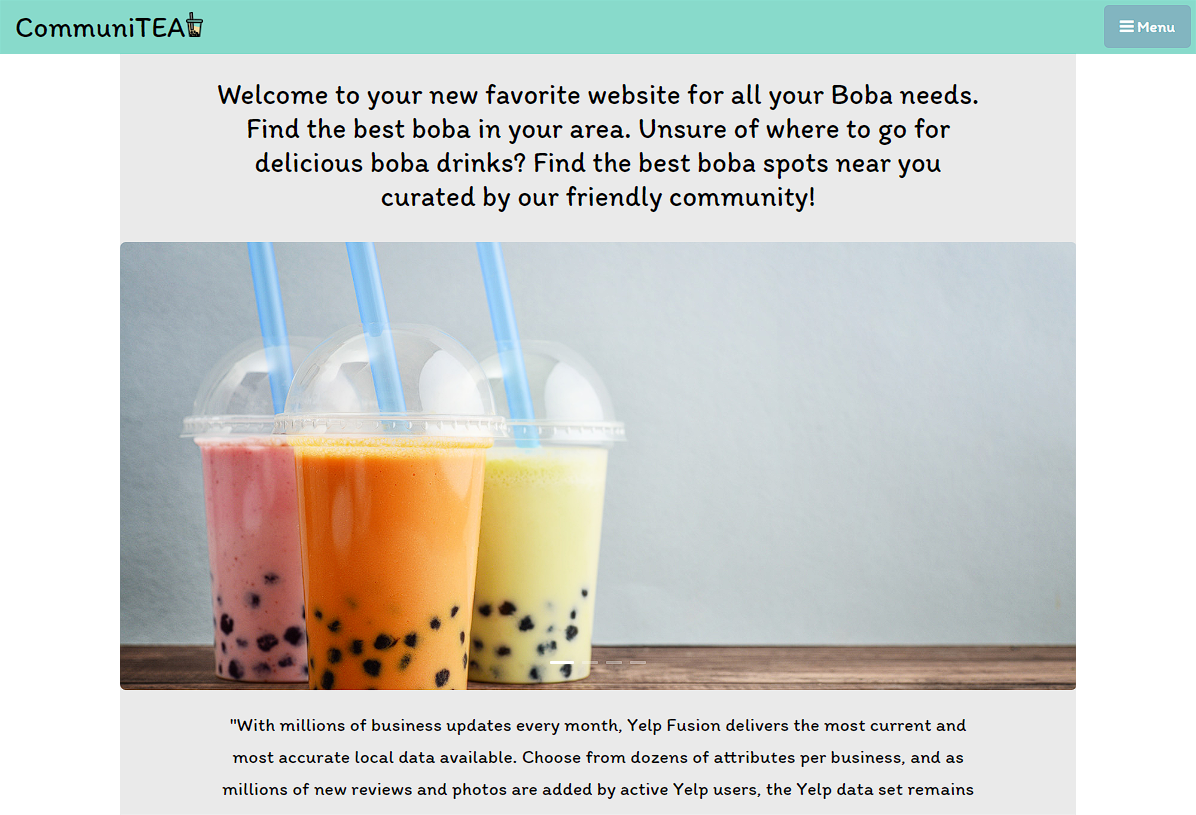 CommuniTEA
Menu
Welcome to your new favorite website for all your Boba needs.
Find the best boba in your area. Unsure of where to go for
delicious boba drinks? Find the best boba spots near you
curated by our friendly community!
"With millions of business updates every month, Yelp Fusion delivers the most current and
most accurate local data available. Choose from dozens of attributes per business, and as
millions of new reviews and photos are added by active Yelp users, the Yelp data set remains